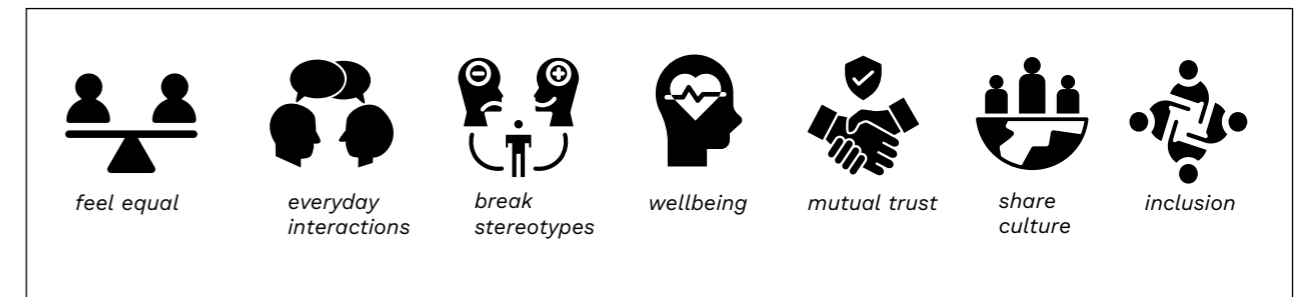 feel equal
everyday
interactions
break
stereotypes
wellbeing
mutual trust
share
culture
inclusion